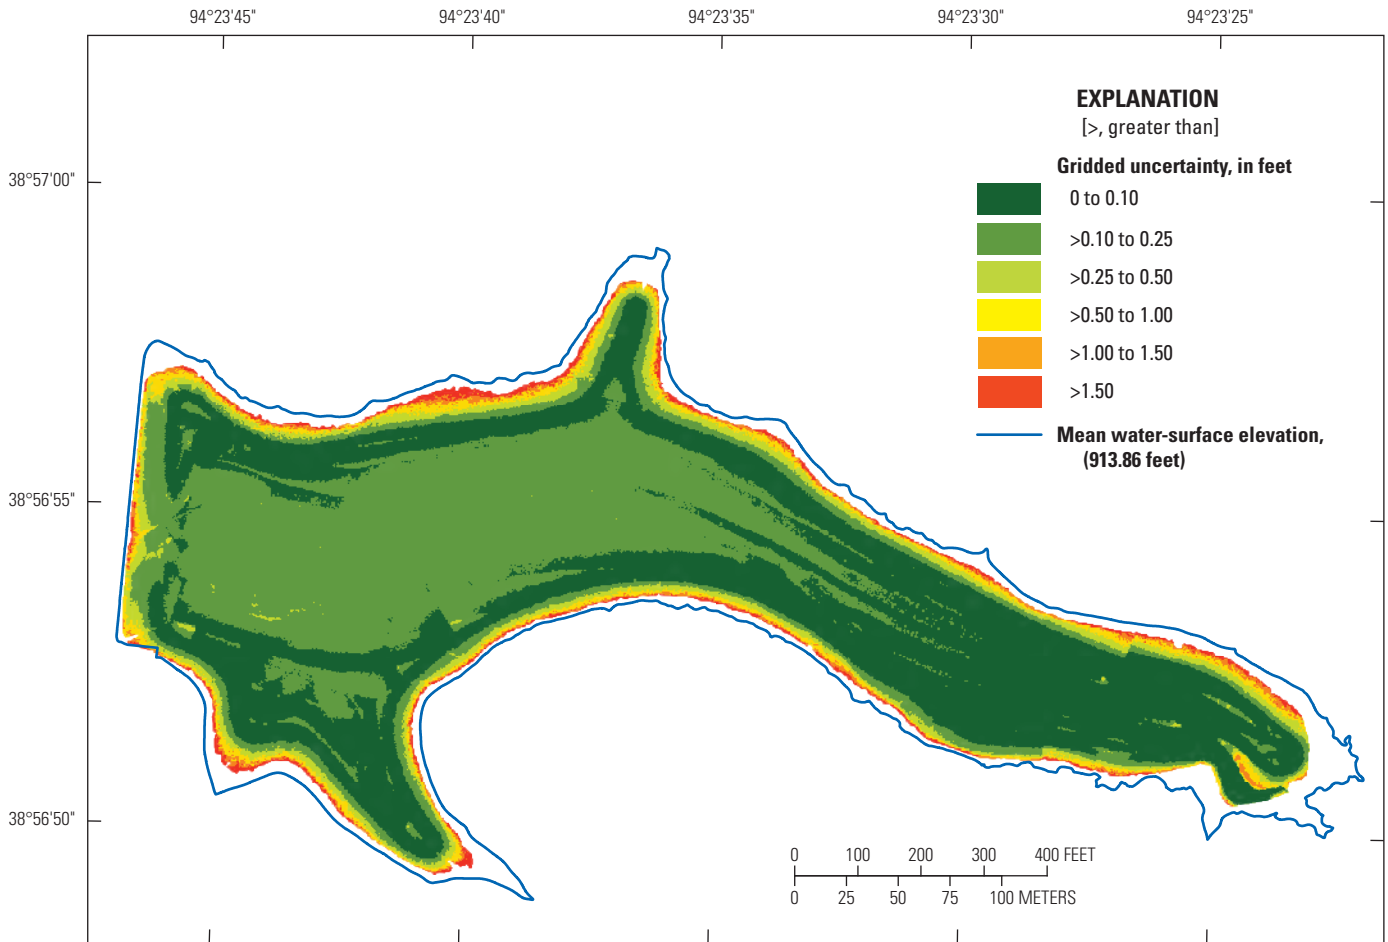 94°23'45" 94°23'40" 94°23'35" 94°23'30" 94°23'25"
EXPLANATION
[>, greater than]
Gridded uncertainty, in feet
0 to 0.10
>0.10 to 0.25
>0.25 to 0.50
>0.50 to 1.00
>1.00 to 1.50
>1.50
Mean water-surface elevation,
(913.86 feet)
38°57'00"
38°56'55"
38°56'50"
0 100 200 300 400 FEET
0 25 50 75 100 METERS